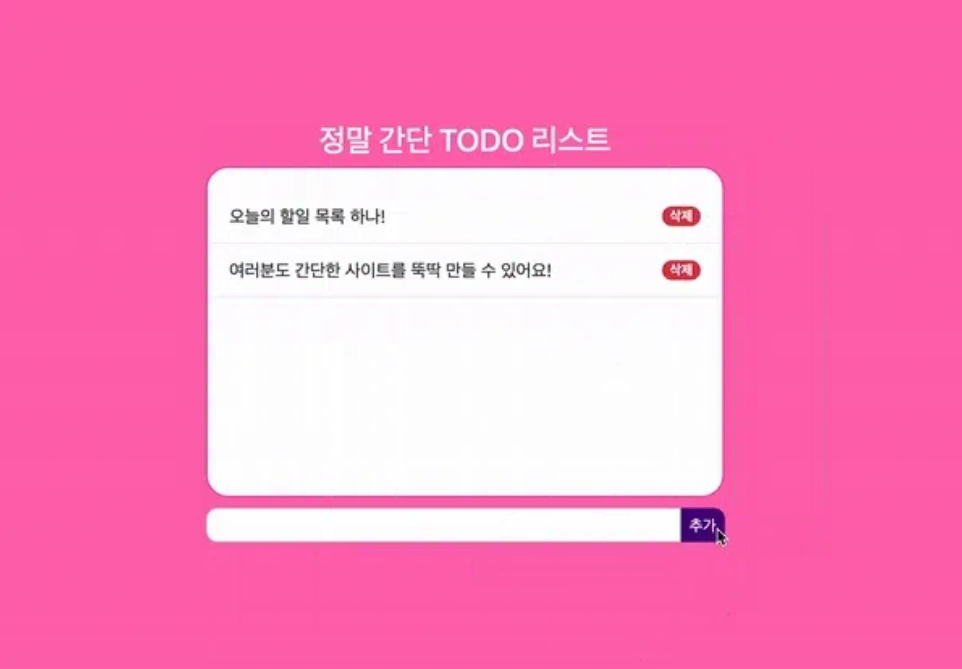 정말 간단 TODO 리스트
오늘의 할일 목록 하나!
삭제
여러분도 간단한 사이트를 뚝딱 만들 수 있어요!
삭제
추가